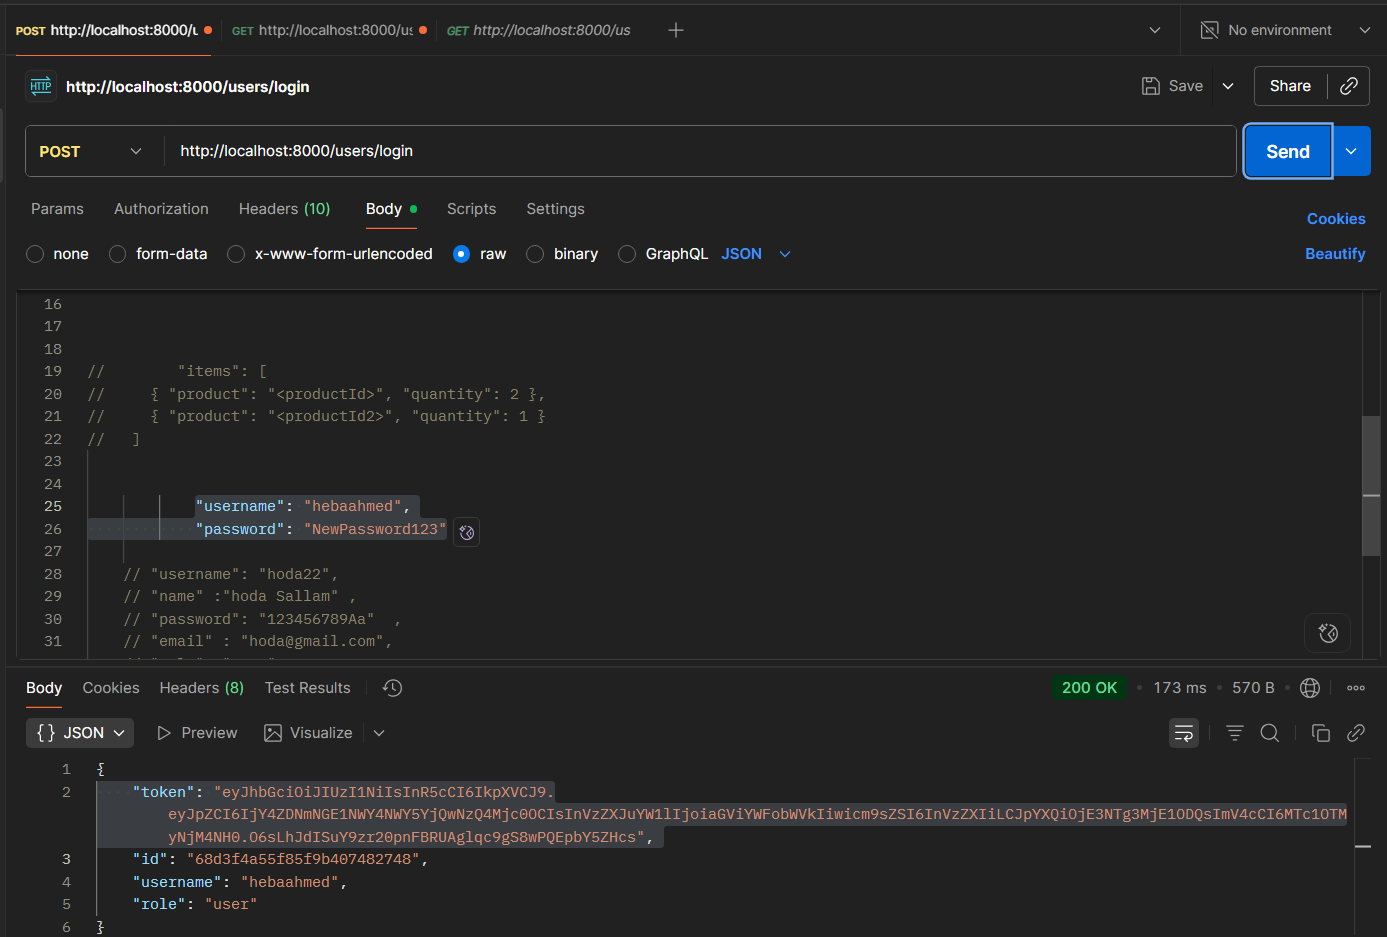 POST http://localhost:8000/u
GET http://localhost:8000/us
GET http://localhost:8000/us
No environment
HTTP http://localhost:8000/users/login
Save
Share
POST http://localhost:8000/users/login
Send
Params Authorization Headers (10) Body Scripts Settings
Cookies
none form-data x-www-form-urlencoded raw binary GraphQL JSON
Beautify
16
17
18
19 // "items": [
20 // { "product": "<productId>", "quantity": 2 },
21 // { "product": "<productId2>", "quantity": 1 }
22 // ]
23
24
25 "username": "hebaahmed",
26 "password": "NewPassword123"
27
28 // "username": "hoda22",
29 // "name" :"hoda Sallam" ,
30 // "password": "123456789Aa" ,
31 // "email" : "hoda@gmail.com",
Body Cookies Headers (8) Test Results
200 OK • 173 ms • 570 B
{} JSON Preview Visualize
1 {
2 "token": "eyJhbGciOiJIUzI1NiIsInR5cCI6IkpXVCJ9.
eyJpZCI6IjY4ZDNmNGE1NWY4NWY5YjQwNzQ4Mjc0OCIsInVzZXJuYW1lIjoiaGViYWFobWVkIiwicm9sZSI6InVzZXIiLCJpYXQiOjE3NTg3MjE1ODQsImV4cCI6MTc1OTM
yNjM4NH0.O6sLhJdISuY9zr20pnFBRUAglqc9gS8wPQEpbY5ZHcs",
3 "id": "68d3f4a55f85f9b407482748",
4 "username": "hebaahmed",
5 "role": "user"
6 }